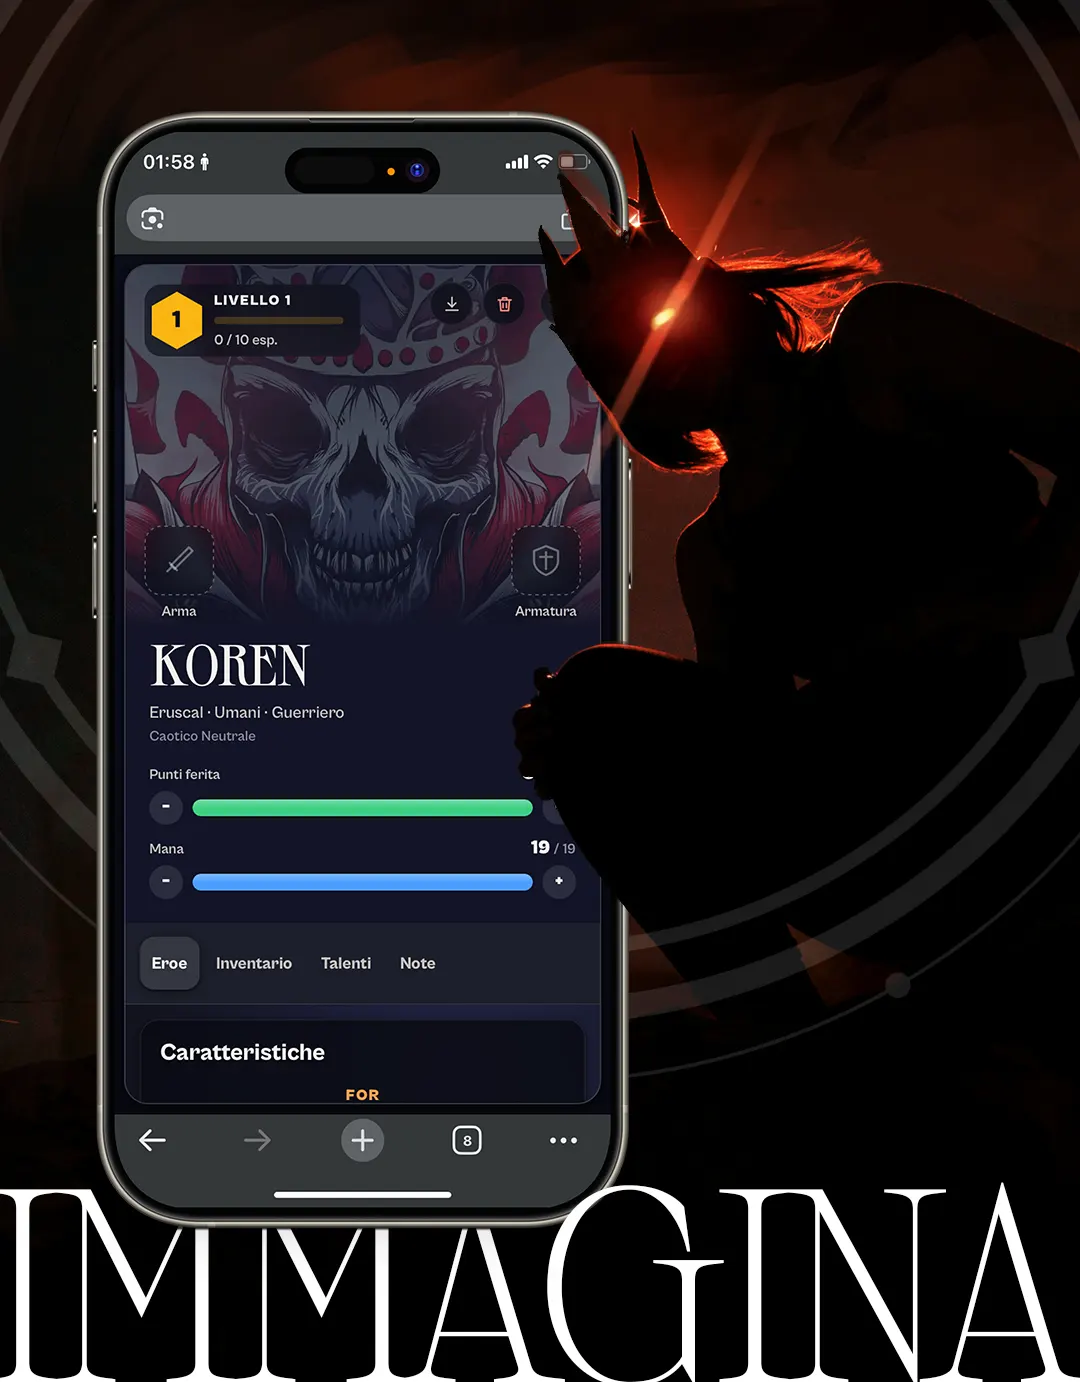 01:58
LIVELLO 1
1
0 / 10 esp.
Arma
Armatura
KOREN
Eruscal · Umani · Guerriero
Caotico Neutrale
Punti ferita
Mana
19 / 19
Eroe Inventario Talenti Note
Caratteristiche
FOR
8
IMMAGINA